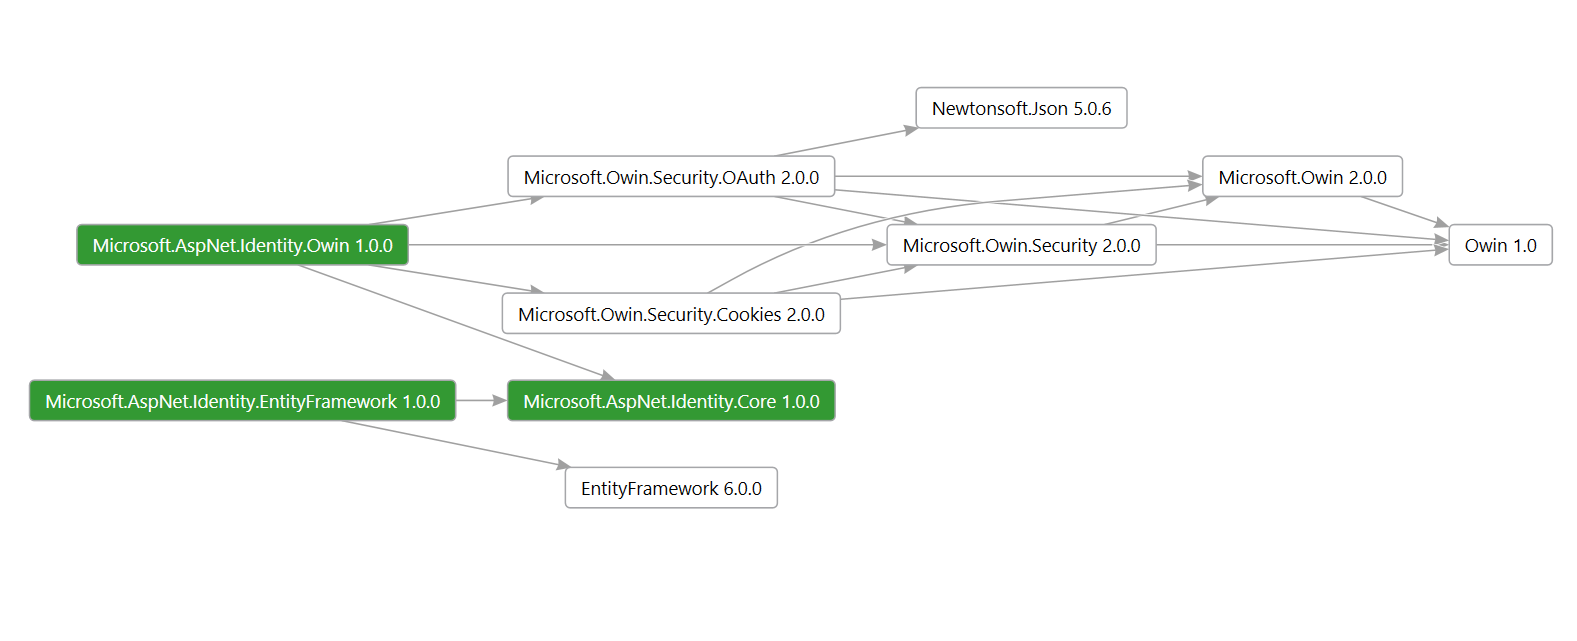 Newtonsoft.Json 5.0.6
Microsoft.Owin.Security.OAuth 2.0.0
Microsoft.Owin 2.0.0
Microsoft.AspNet.Identity.Owin 1.0.0
Microsoft.Owin.Security 2.0.0
Owin 1.0
Microsoft.Owin.Security.Cookies 2.0.0
Microsoft.AspNet.Identity.EntityFramework 1.0.0
Microsoft.AspNet.Identity.Core 1.0.0
EntityFramework 6.0.0